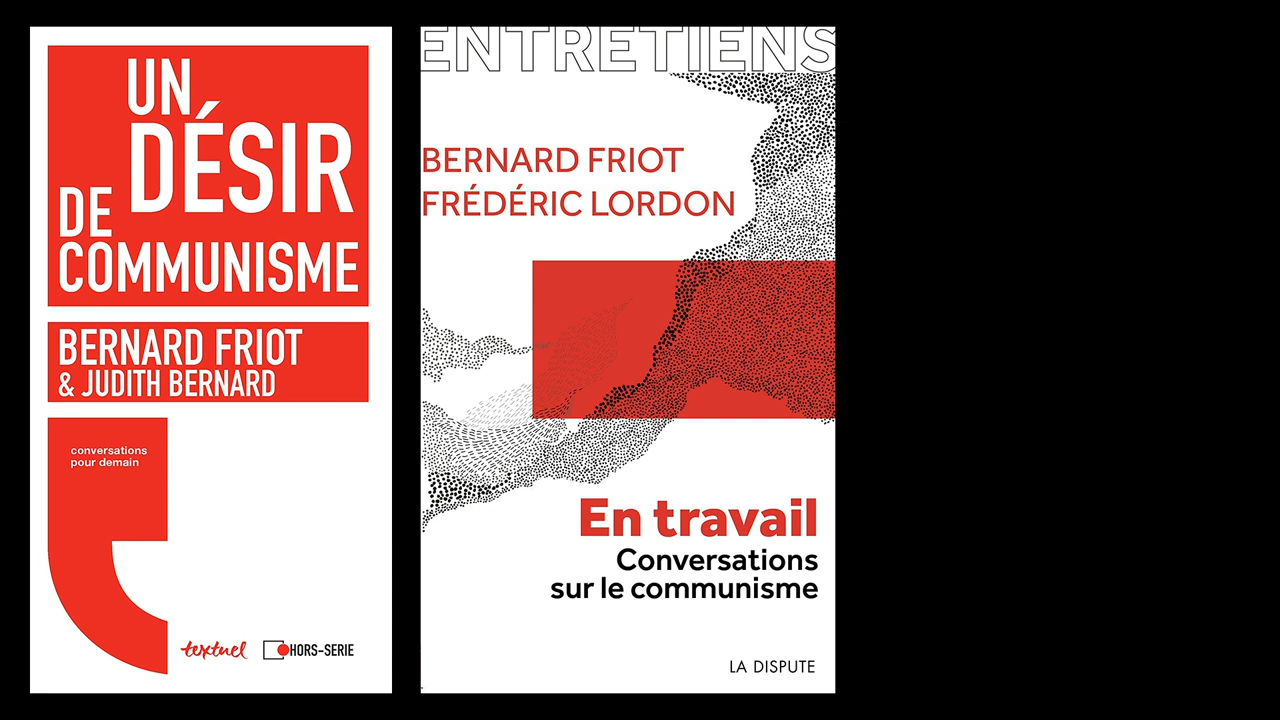 UN
DÉSIR
DE
COMMUNISME
BERNARD FRIOT
& JUDITH BERNARD
conversations
pour demain
textuel
HORS-SERIE
ENTRETIENS
BERNARD FRIOT
FRÉDÉRIC LORDON
En travail
Conversations
sur le communisme
LA DISPUTE